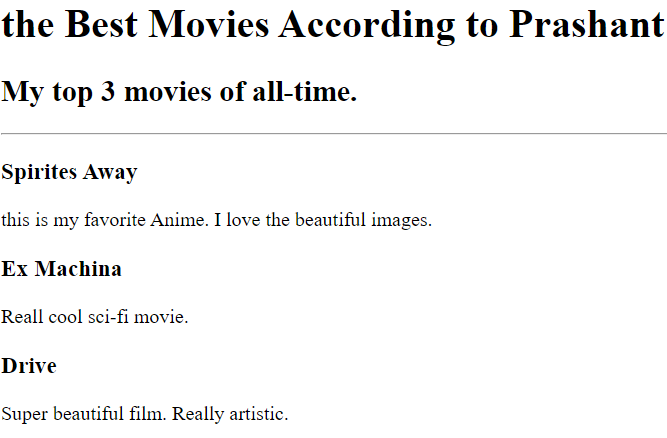 the Best Movies According to Prashant
My top 3 movies of all-time.
Spirites Away
this is my favorite Anime. I love the beautiful images.
Ex Machina
Reall cool sci-fi movie.
Drive
Super beautiful film. Really artistic.